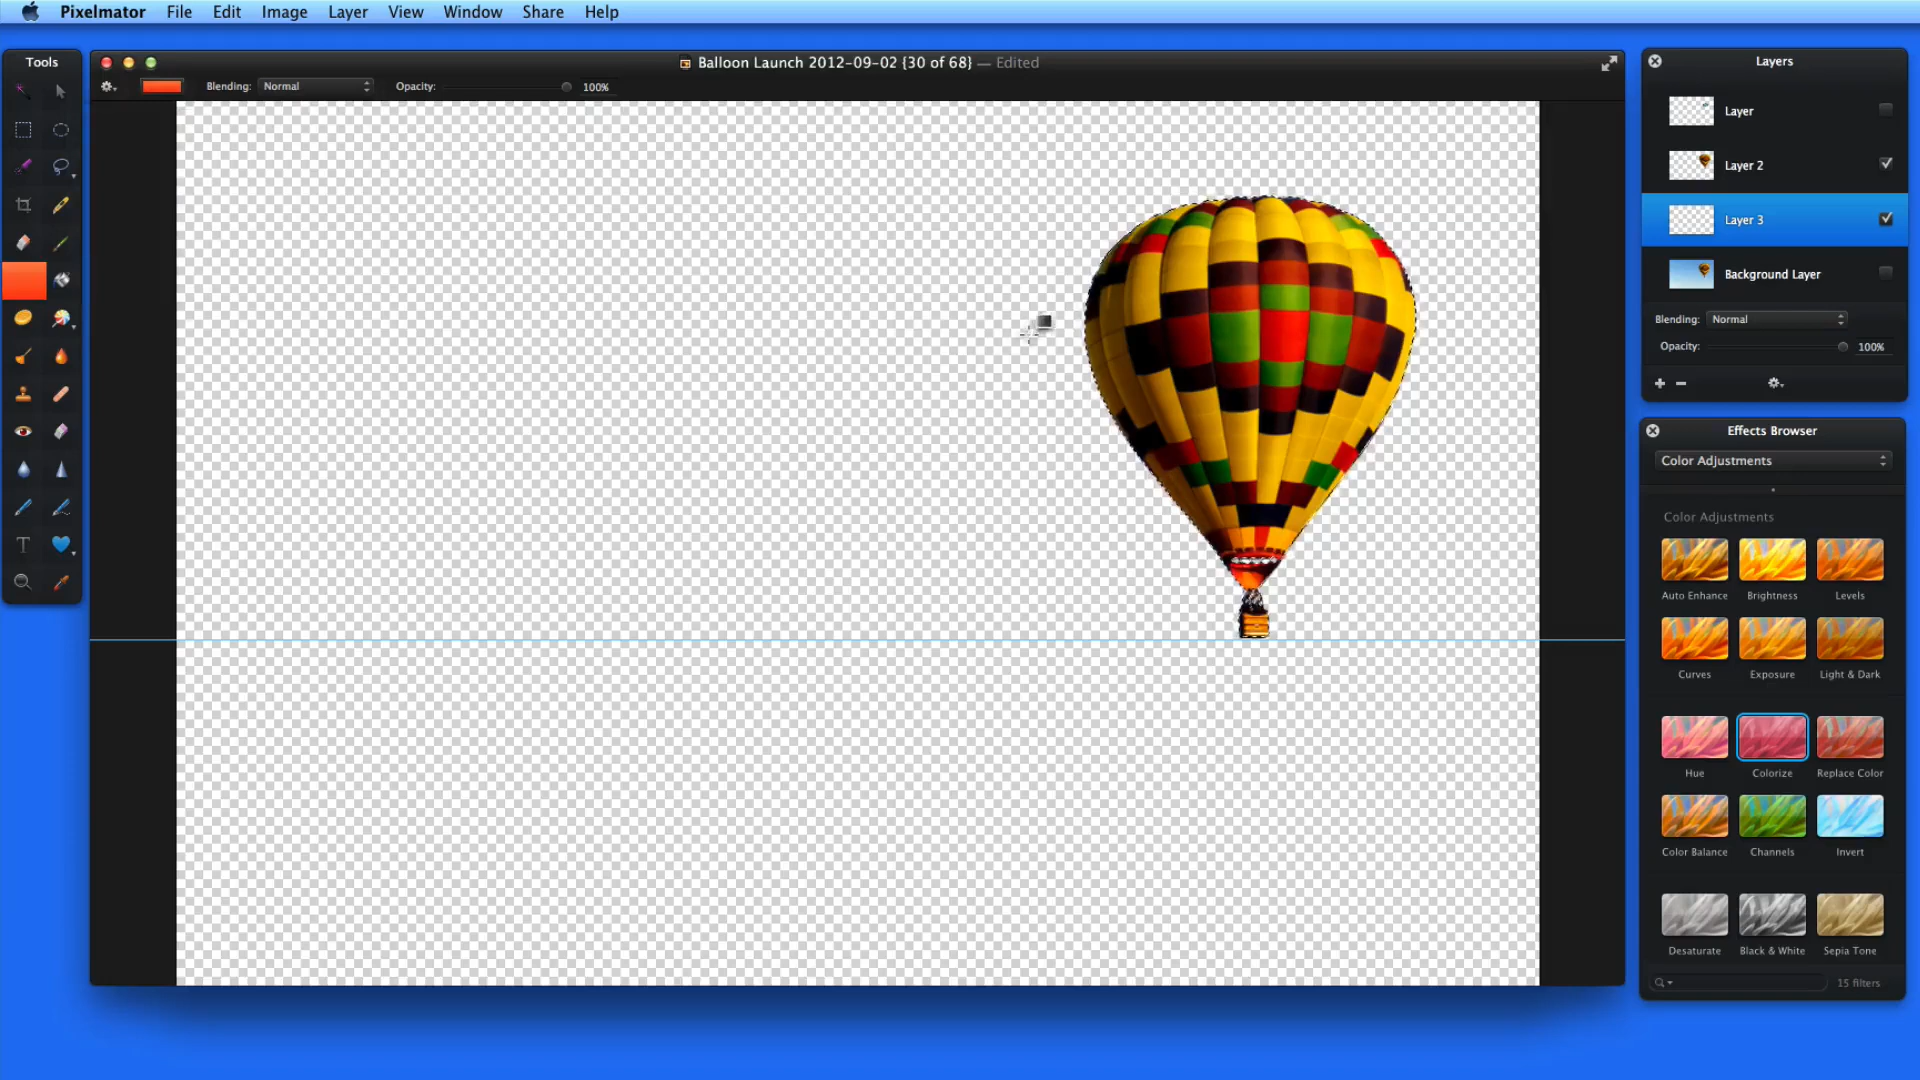 Pixelmator File Edit Image Layer View Window Share Help
Tools
Balloon Launch 2012-09-02 {30 of 68} — Edited
Blending: Normal Opacity: 100%
T
Layers
Layer
Layer 2
Layer 3
Background Layer
Blending: Normal
Opacity: 100%
Effects Browser
Color Adjustments
Color Adjustments
Auto Enhance Brightness Levels
Curves Exposure Light & Dark
Hue Colorize Replace Color
Color Balance Channels Invert
Desaturate Black & White Sepia Tone
15 filters